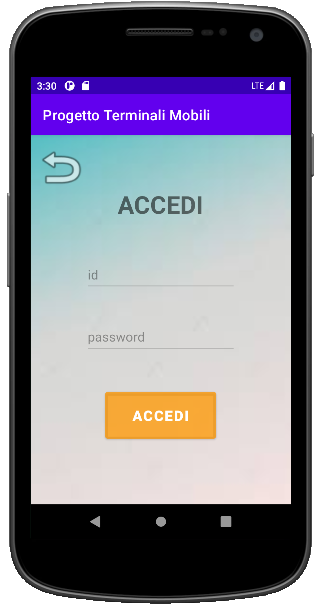 3:30 LTE
Progetto Terminali Mobili
ACCEDI
id
password
ACCEDI